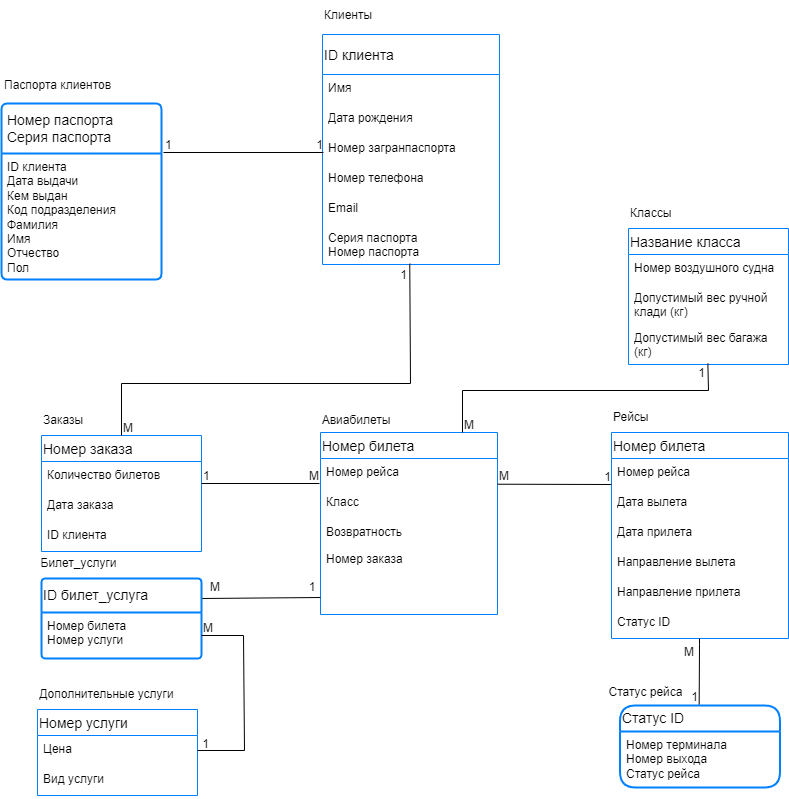 Клиенты
ID клиента
Имя
Дата рождения
Номер загранпаспорта
Номер телефона
Email
Серия паспорта
Номер паспорта
1
1
Паспорта клиентов
Номер паспорта
Серия паспорта
ID клиента
Дата выдачи
Кем выдан
Код подразделения
Фамилия
Имя
Отчество
Пол
1
Классы
Название класса
Номер воздушного судна
Допустимый вес ручной
клади (кг)
Допустимый вес багажа
(кг)
1
Заказы
M
Номер заказа
Количество билетов
Дата заказа
ID клиента
1
Авиабилеты
M
Номер билета
Номер рейса
Класс
Возвратность
Номер заказа
M
M
1
Рейсы
Номер билета
Номер рейса
Дата вылета
Дата прилета
Направление вылета
Направление прилета
Статус ID
1
M
Билет_услуги
ID билет_услуга
Номер билета
Номер услуги
M
M
Дополнительные услуги
Номер услуги
Цена
Вид услуги
1
Статус рейса
1
Статус ID
Номер терминала
Номер выхода
Статус рейса